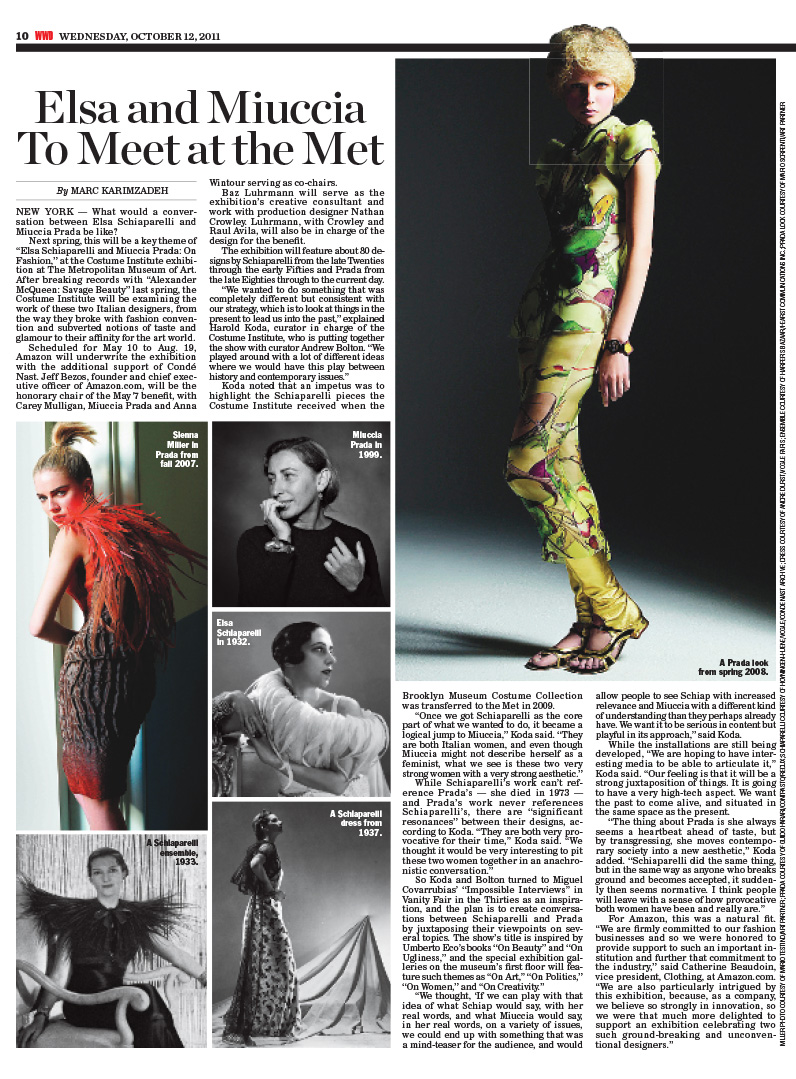 10 WWD WEDNESDAY, OCTOBER 12, 2011
Elsa and Miuccia
To Meet at the Met
By MARC KARIMZADEH
NEW YORK — What would a conver-
sation between Elsa Schiaparelli and
Miuccia Prada be like?
Next spring, this will be a key theme of
“Elsa Schiaparelli and Miuccia Prada: On
Fashion,” at the Costume Institute exhibi-
tion at The Metropolitan Museum of Art.
After breaking records with “Alexander
McQueen: Savage Beauty” last spring, the
Costume Institute will be examining the
work of these two Italian designers, from
the way they broke with fashion conven-
tion and subverted notions of taste and
glamour to their affinity for the art world.
Scheduled for May 10 to Aug. 19,
Amazon will underwrite the exhibition
with the additional support of Condé
Nast. Jeff Bezos, founder and chief exec-
utive officer of Amazon.com, will be the
honorary chair of the May 7 benefit, with
Carey Mulligan, Miuccia Prada and Anna
Wintour serving as co-chairs.
Baz Luhrmann will serve as the
exhibition’s creative consultant and
work with production designer Nathan
Crowley. Luhrmann, with Crowley and
Raul Avila, will also be in charge of the
design for the benefit.
The exhibition will feature about 80 de-
signs by Schiaparelli from the late Twenties
through the early Fifties and Prada from
the late Eighties through to the current day.
“We wanted to do something that was
completely different but consistent with
our strategy, which is to look at things in the
present to lead us into the past,” explained
Harold Koda, curator in charge of the
Costume Institute, who is putting together
the show with curator Andrew Bolton. “We
played around with a lot of different ideas
where we would have this play between
history and contemporary issues.”
Koda noted that an impetus was to
highlight the Schiaparelli pieces the
Costume Institute received when the
Sienna
Miller in
Prada from
fall 2007.
Miuccia
Prada in
1999.
Elsa
Schiaparelli
in 1932.
A Schiaparelli
ensemble,
1933.
A Schiaparelli
dress from
1937.
A Prada look
from spring 2008.
Brooklyn Museum Costume Collection
was transferred to the Met in 2009.
“Once we got Schiaparelli as the core
part of what we wanted to do, it became a
logical jump to Miuccia,” Koda said. “They
are both Italian women, and even though
Miuccia might not describe herself as a
feminist, what we see is these two very
strong women with a very strong aesthetic.”
While Schiaparelli’s work can’t ref-
erence Prada’s — she died in 1973 —
and Prada’s work never references
Schiaparelli’s, there are “significant
resonances” between their designs, ac-
cording to Koda. “They are both very pro-
vocative for their time,” Koda said. “We
thought it would be very interesting to pit
these two women together in an anachro-
nistic conversation.”
So Koda and Bolton turned to Miguel
Covarrubias’ “Impossible Interviews” in
Vanity Fair in the Thirties as an inspira-
tion, and the plan is to create conversa-
tions between Schiaparelli and Prada
by juxtaposing their viewpoints on sev-
eral topics. The show’s title is inspired by
Umberto Eco’s books “On Beauty” and “On
Ugliness,” and the special exhibition gal-
leries on the museum’s first floor will fea-
ture such themes as “On Art,” “On Politics,”
“On Women,” and “On Creativity.”
“We thought, ‘If we can play with that
idea of what Schiap would say, with her
real words, and what Miuccia would say,
in her real words, on a variety of issues,
we could end up with something that was
a mind-teaser for the audience, and would
allow people to see Schiap with increased
relevance and Miuccia with a different kind
of understanding than they perhaps already
have. We want it to be serious in content but
playful in its approach,” said Koda.
While the installations are still being
developed, “We are hoping to have inter-
esting media to be able to articulate it,”
Koda said. “Our feeling is that it will be a
strong juxtaposition of things. It is going
to have a very high-tech aspect. We want
the past to come alive, and situated in
the same space as the present.
“The thing about Prada is she always
seems a heartbeat ahead of taste, but
by transgressing, she moves contempo-
rary society into a new aesthetic,” Koda
added. “Schiaparelli did the same thing,
but in the same way as anyone who breaks
ground and becomes accepted, it sudden-
ly then seems normative. I think people
will leave with a sense of how provocative
both women have been and really are.”
For Amazon, this was a natural fit.
“We are firmly committed to our fashion
businesses and so we were honored to
provide support to such an important in-
stitution and further that commitment to
the industry,” said Catherine Beaudoin,
vice president, Clothing, at Amazon.com.
“We are also particularly intrigued by
this exhibition, because, as a company,
we believe so strongly in innovation, so
we were that much more delighted to
support an exhibition celebrating two
such ground-breaking and unconven-
tional designers.”